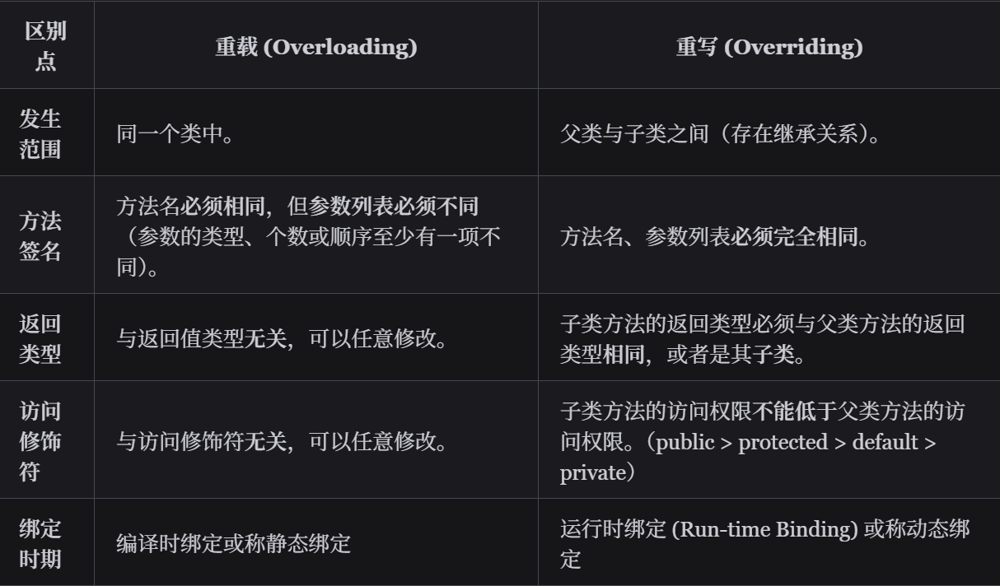 区别
点
重载 (Overloading)
重写 (Overriding)
发生
范围
同一个类中。
父类与子类之间（存在继承关系）。
方法
签名
方法名必须相同，但参数列表必须不同
（参数的类型、个数或顺序至少有一项不
同）。
方法名、参数列表必须完全相同。
返回
类型
与返回值类型无关，可以任意修改。
子类方法的返回类型必须与父类方法的返回
类型相同，或者是其子类。
访问
修饰
符
与访问修饰符无关，可以任意修改。
子类方法的访问权限不能低于父类方法的访
问权限。（public > protected > default >
private）
绑定
时期
编译时绑定或称静态绑定
运行时绑定 (Run-time Binding) 或称动态绑
定